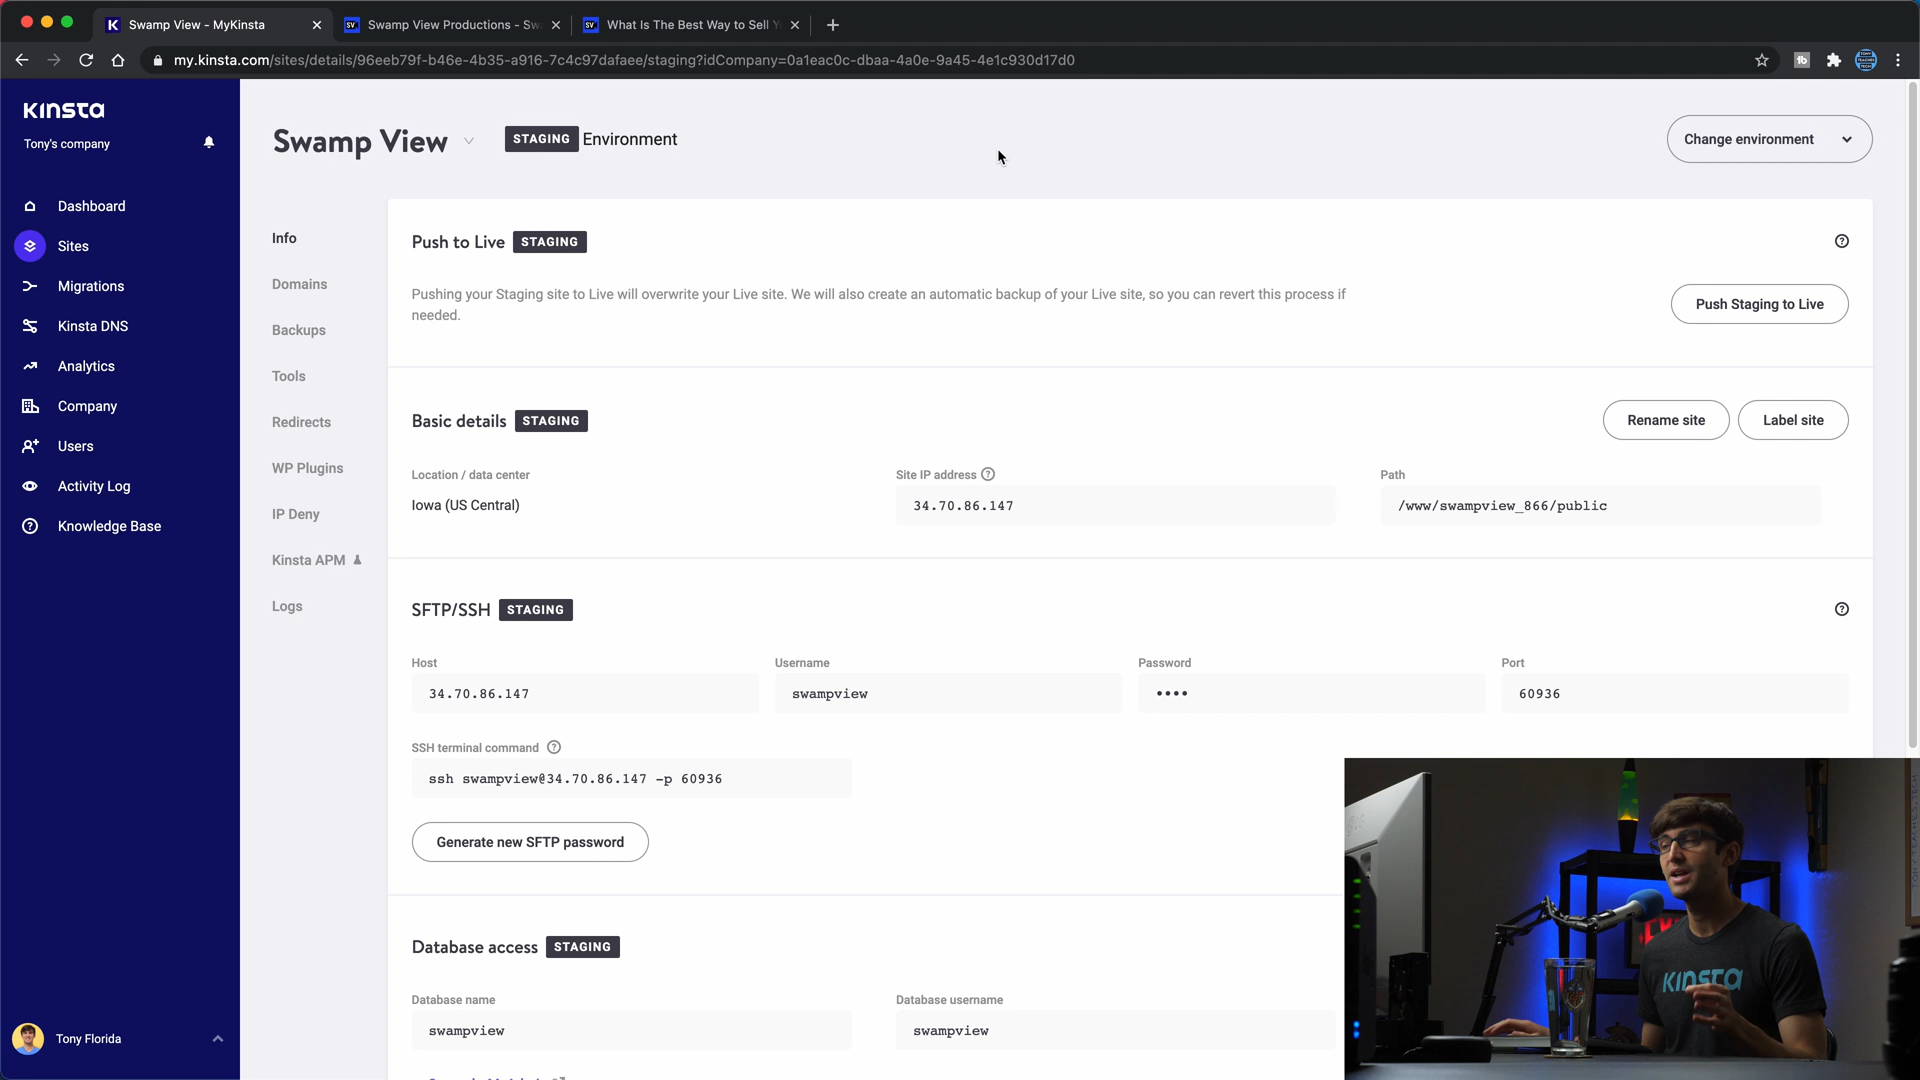 Swamp View - MyKinsta
Swamp View Productions - Sw
What Is The Best Way to Sell Y
my.kinsta.com/sites/details/96eeb79f-b46e-4b35-a916-7c4c97dafaee/staging?idCompany=0a1eac0c-dbaa-4a0e-9a45-4e1c930d17d0
KINSTA
Tony's company
Dashboard
Sites
Migrations
Kinsta DNS
Analytics
Company
Users
Activity Log
Knowledge Base
Tony Florida
Swamp View
STAGING Environment
Change environment
Info
Domains
Backups
Tools
Redirects
WP Plugins
IP Deny
Kinsta APM
Logs
Push to Live STAGING
Pushing your Staging site to Live will overwrite your Live site. We will also create an automatic backup of your Live site, so you can revert this process if
needed.
Push Staging to Live
Basic details STAGING
Rename site
Label site
Location / data center
Iowa (US Central)
Site IP address
34.70.86.147
Path
/www/swampview_866/public
SFTP/SSH STAGING
Host
34.70.86.147
Username
swampview
Password
••••
Port
60936
SSH terminal command
ssh swampview@34.70.86.147 -p 60936
Generate new SFTP password
Database access STAGING
Database name
swampview
Database username
swampview
KINSTA